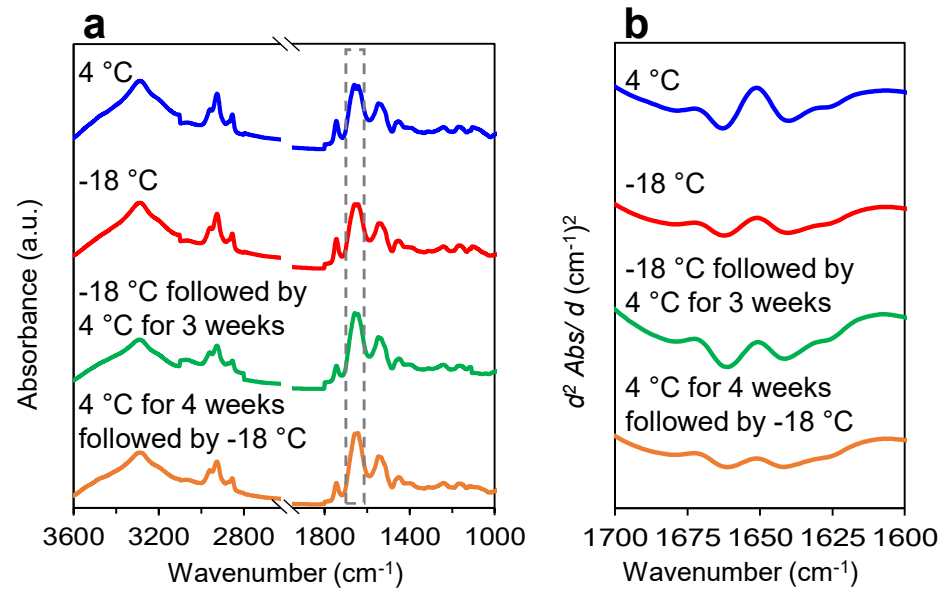 a
4 °C
-18 °C
-18 °C followed by
4 °C for 3 weeks
4 °C for 4 weeks
followed by -18 °C
Absorbance (a.u.)
3600 3200 2800 1800 1400 1000
Wavenumber (cm⁻¹)
b
4 °C
-18 °C
-18 °C followed by
4 °C for 3 weeks
4 °C for 4 weeks
followed by -18 °C
d² Abs/ d (cm⁻¹)²
1700 1675 1650 1625 1600
Wavenumber (cm⁻¹)